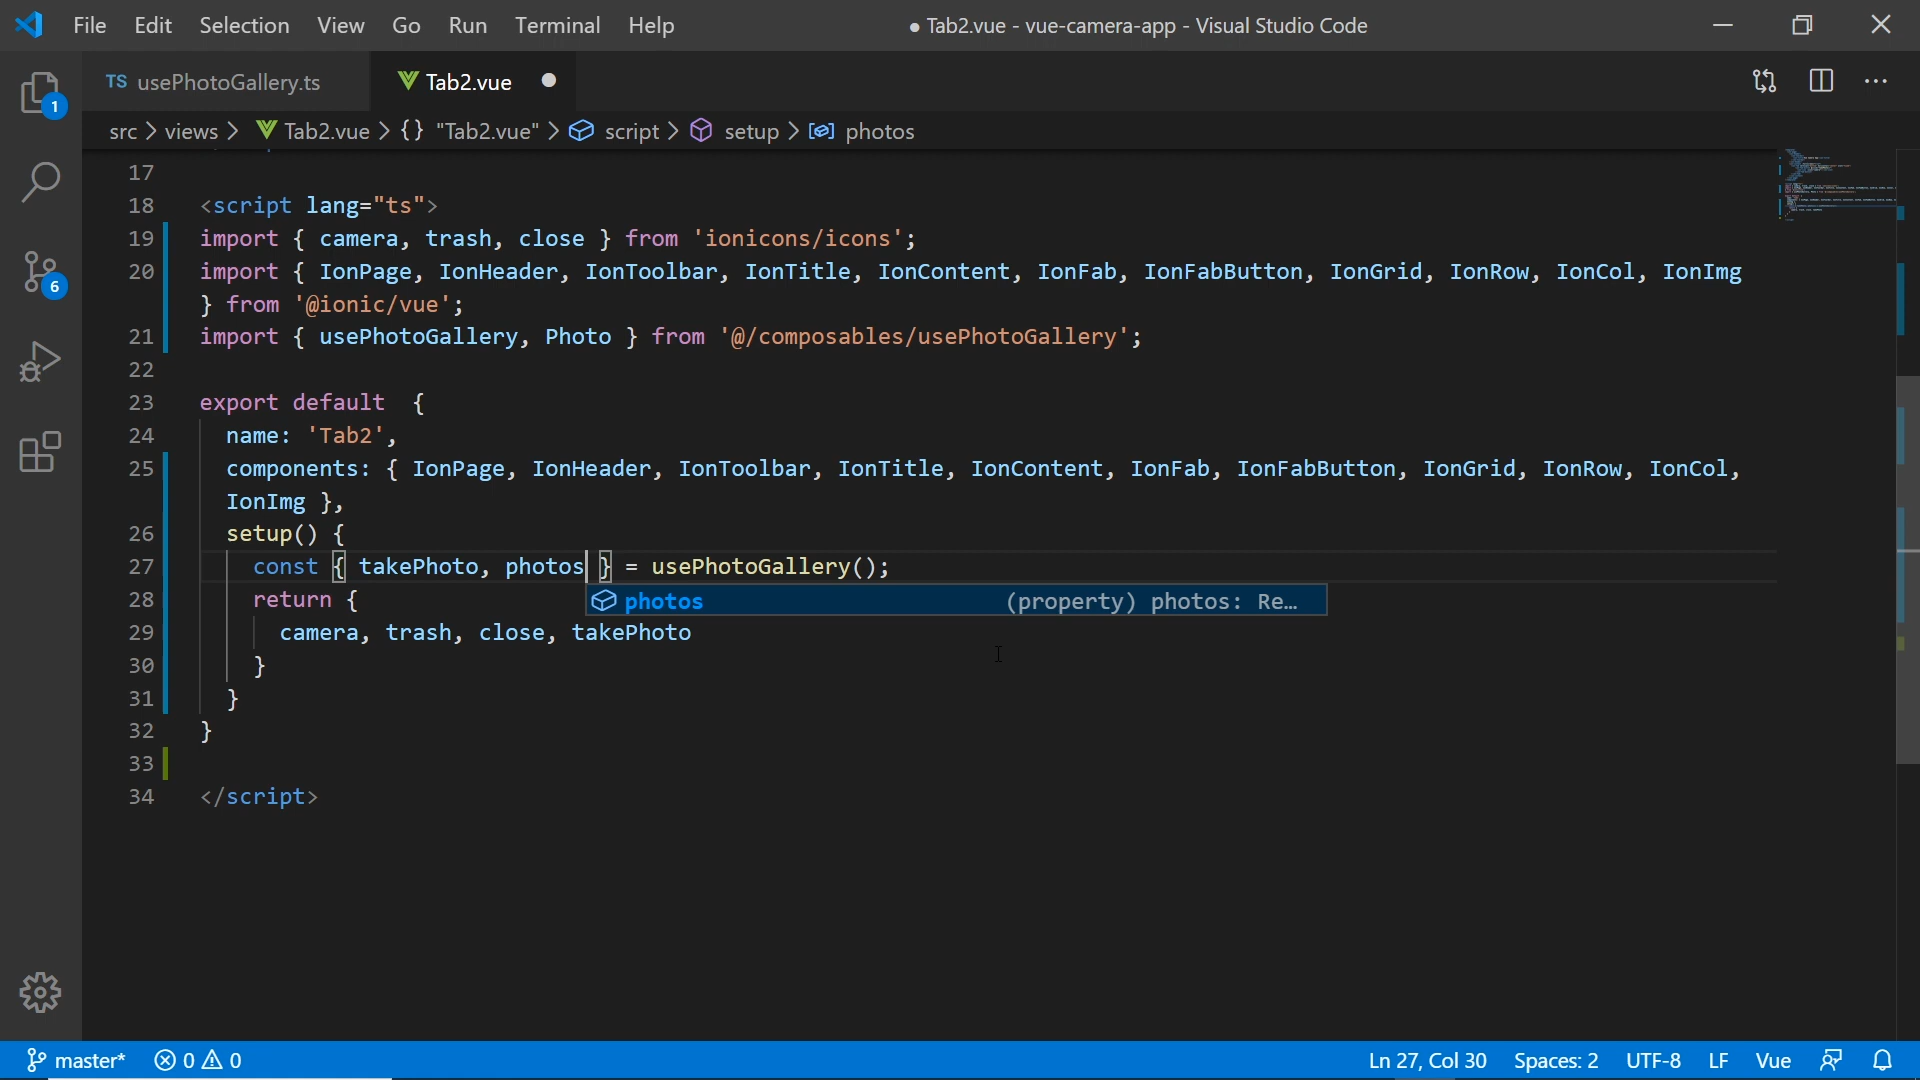 File Edit Selection View Go Run Terminal Help ● Tab2.vue - vue-camera-app - Visual Studio Code
TS usePhotoGallery.ts Tab2.vue ●
src > views > Tab2.vue > {} "Tab2.vue" > script > setup > photos
1
6
17
18 <script lang="ts">
19 import { camera, trash, close } from 'ionicons/icons';
20 import { IonPage, IonHeader, IonToolbar, IonTitle, IonContent, IonFab, IonFabButton, IonGrid, IonRow, IonCol, IonImg
} from '@ionic/vue';
21 import { usePhotoGallery, Photo } from '@/composables/usePhotoGallery';
22
23 export default  {
24 name: 'Tab2',
25 components: { IonPage, IonHeader, IonToolbar, IonTitle, IonContent, IonFab, IonFabButton, IonGrid, IonRow, IonCol,
IonImg },
26 setup() {
27 const { takePhoto, photos } = usePhotoGallery();
photos (property) photos: Re…
28 return {
29 camera, trash, close, takePhoto
30 }
31 }
32 }
33
34 </script>
master* 0 0 Ln 27, Col 30 Spaces: 2 UTF-8 LF Vue